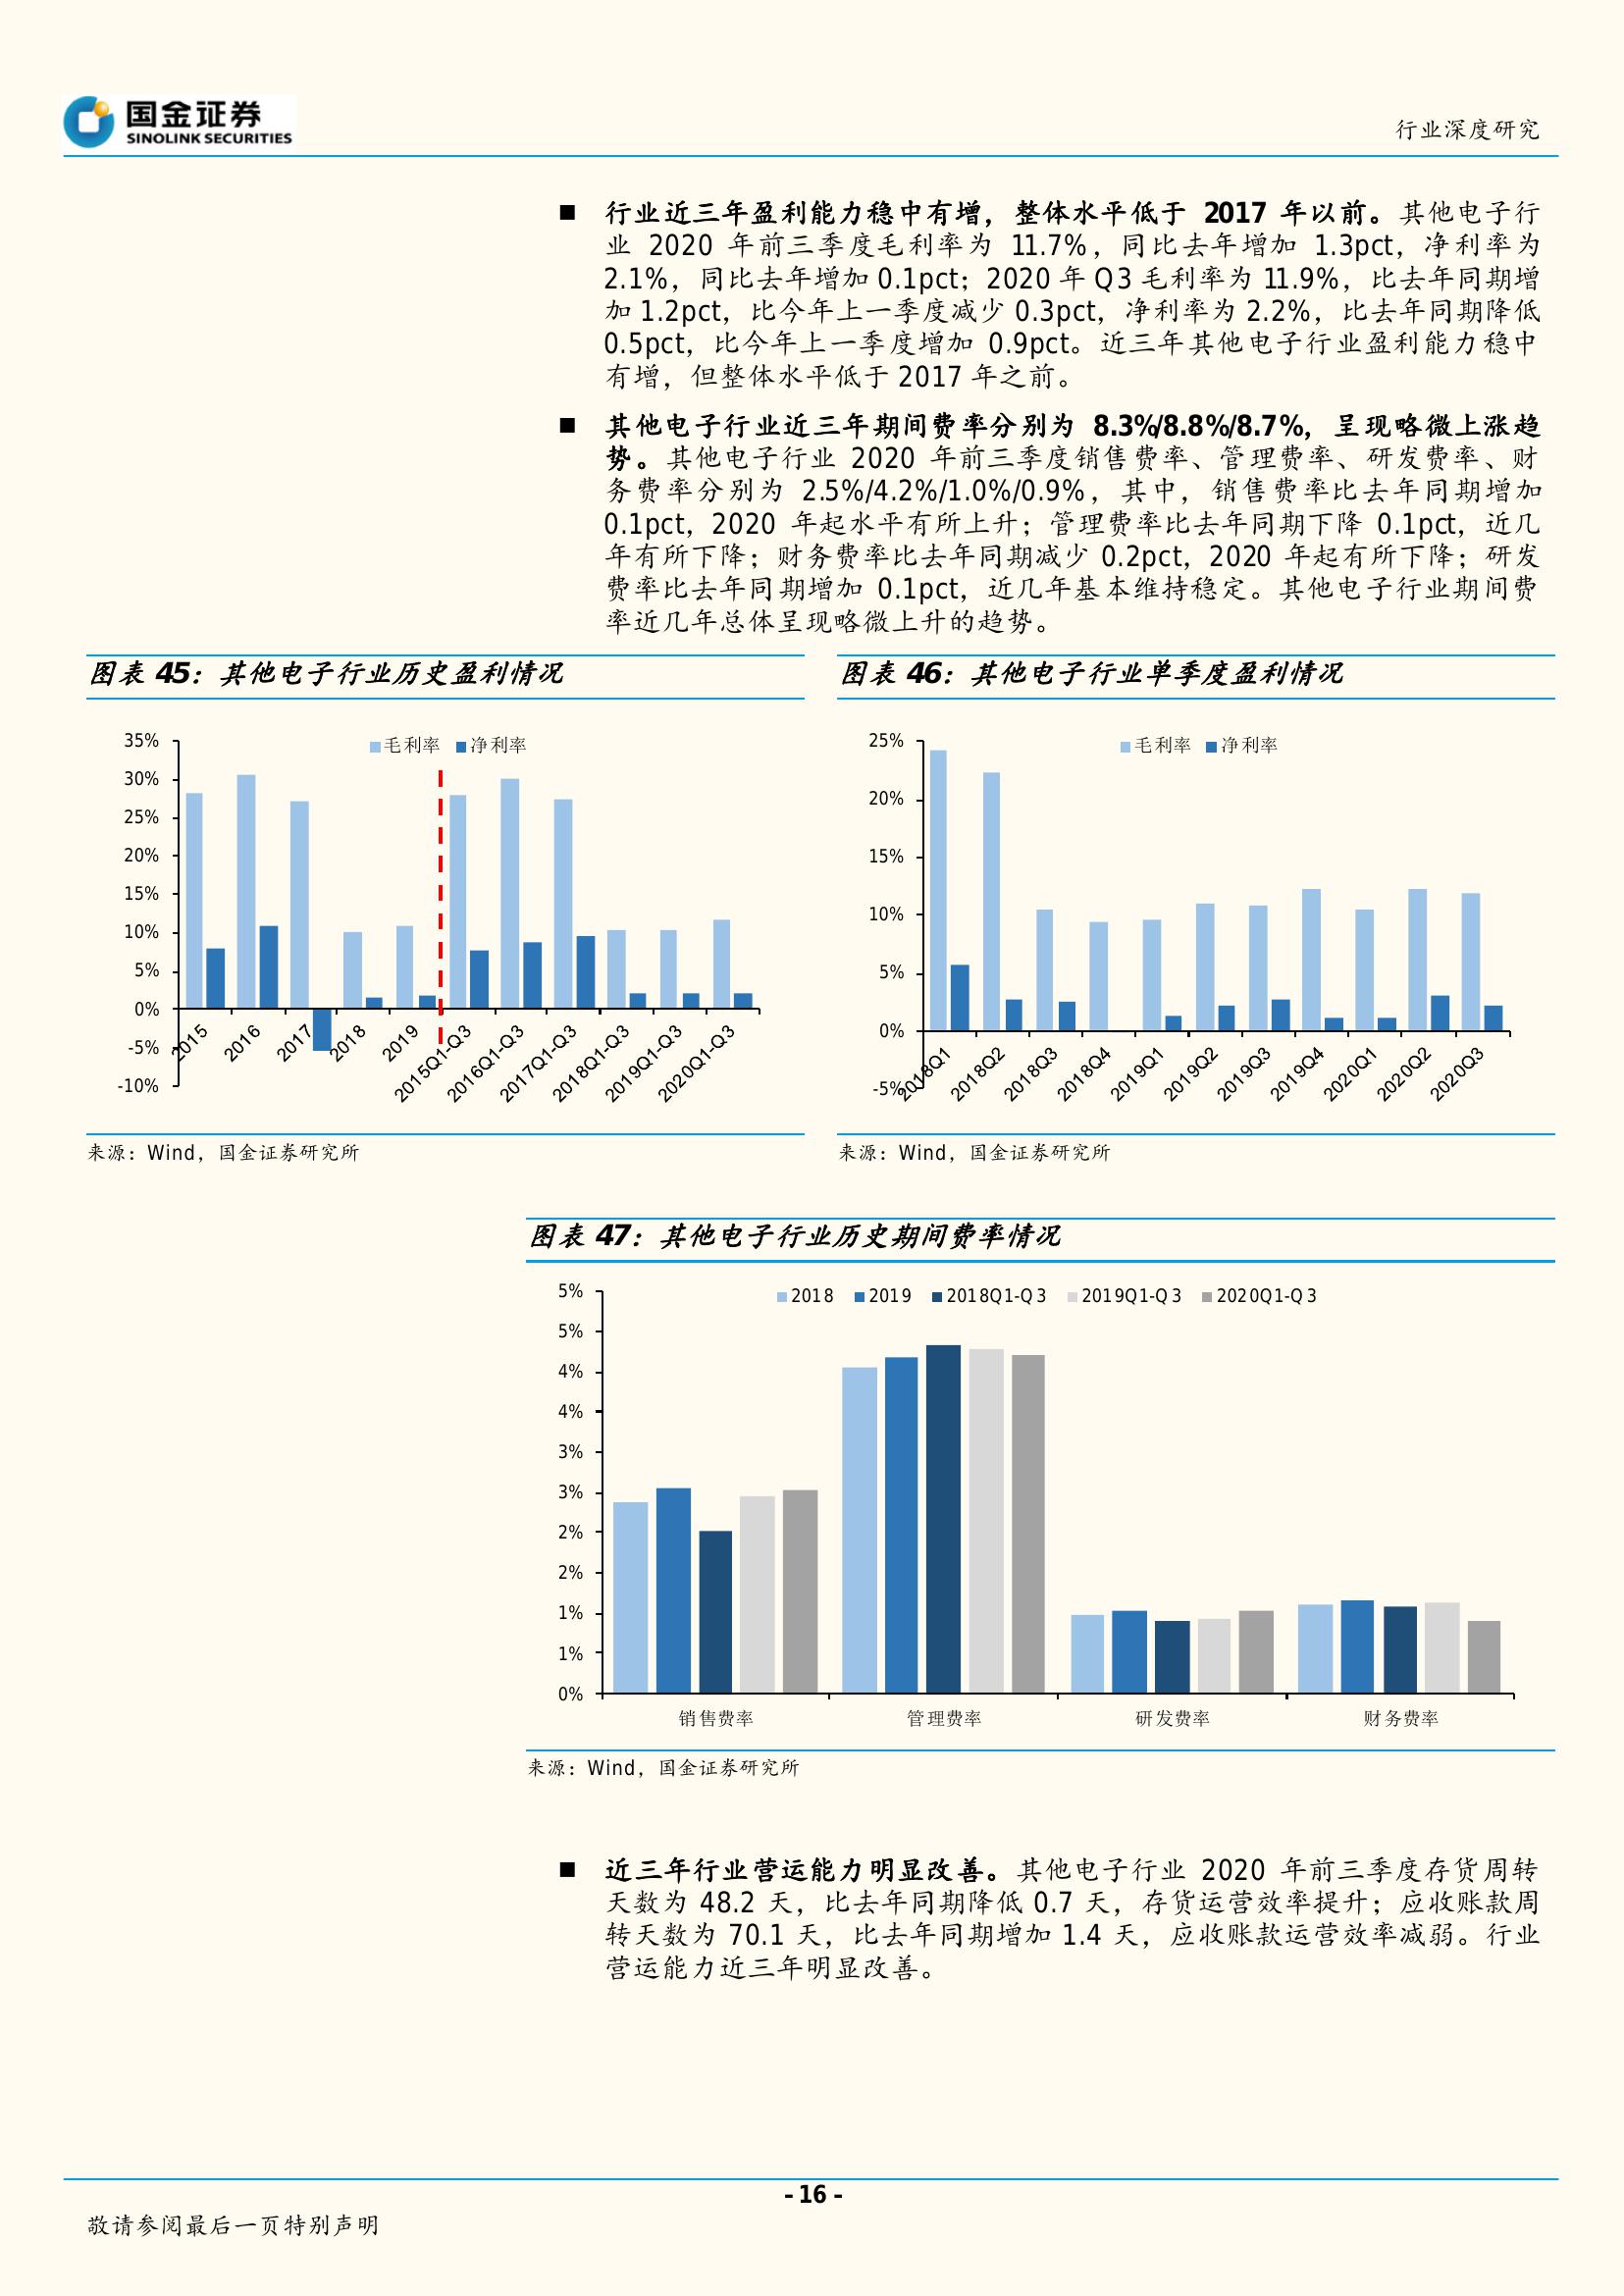 国金证券
SINOLINK SECURITIES
行业深度研究
■ 行业近三年盈利能力稳中有增，整体水平低于 2017 年以前。其他电子行
业 2020 年前三季度毛利率为 11.7%，同比去年增加 1.3pct，净利率为
2.1%，同比去年增加 0.1pct；2020 年 Q3 毛利率为 11.9%，比去年同期增
加 1.2pct，比今年上一季度减少 0.3pct，净利率为 2.2%，比去年同期降低
0.5pct，比今年上一季度增加 0.9pct。近三年其他电子行业盈利能力稳中
有增，但整体水平低于 2017 年之前。
■ 其他电子行业近三年期间费率分别为 8.3%/8.8%/8.7%，呈现略微上涨趋
势。其他电子行业 2020 年前三季度销售费率、管理费率、研发费率、财
务费率分别为 2.5%/4.2%/1.0%/0.9%，其中，销售费率比去年同期增加
0.1pct，2020 年起水平有所上升；管理费率比去年同期下降 0.1pct，近几
年有所下降；财务费率比去年同期减少 0.2pct，2020 年起有所下降；研发
费率比去年同期增加 0.1pct，近几年基本维持稳定。其他电子行业期间费
率近几年总体呈现略微上升的趋势。
图表 45：其他电子行业历史盈利情况
毛利率 净利率
35%
30%
25%
20%
15%
10%
5%
0%
-5%
-10%
2015 2016 2017 2018 2019 2015Q1-Q3 2016Q1-Q3 2017Q1-Q3 2018Q1-Q3 2019Q1-Q3 2020Q1-Q3
来源：Wind，国金证券研究所
图表 46：其他电子行业单季度盈利情况
毛利率 净利率
25%
20%
15%
10%
5%
0%
-5%
2018Q1 2018Q2 2018Q3 2018Q4 2019Q1 2019Q2 2019Q3 2019Q4 2020Q1 2020Q2 2020Q3
来源：Wind，国金证券研究所
图表 47：其他电子行业历史期间费率情况
2018 2019 2018Q1-Q3 2019Q1-Q3 2020Q1-Q3
5%
5%
4%
4%
3%
3%
2%
2%
1%
1%
0%
销售费率 管理费率 研发费率 财务费率
来源：Wind，国金证券研究所
■ 近三年行业营运能力明显改善。其他电子行业 2020 年前三季度存货周转
天数为 48.2 天，比去年同期降低 0.7 天，存货运营效率提升；应收账款周
转天数为 70.1 天，比去年同期增加 1.4 天，应收账款运营效率减弱。行业
营运能力近三年明显改善。
- 16 -
敬请参阅最后一页特别声明